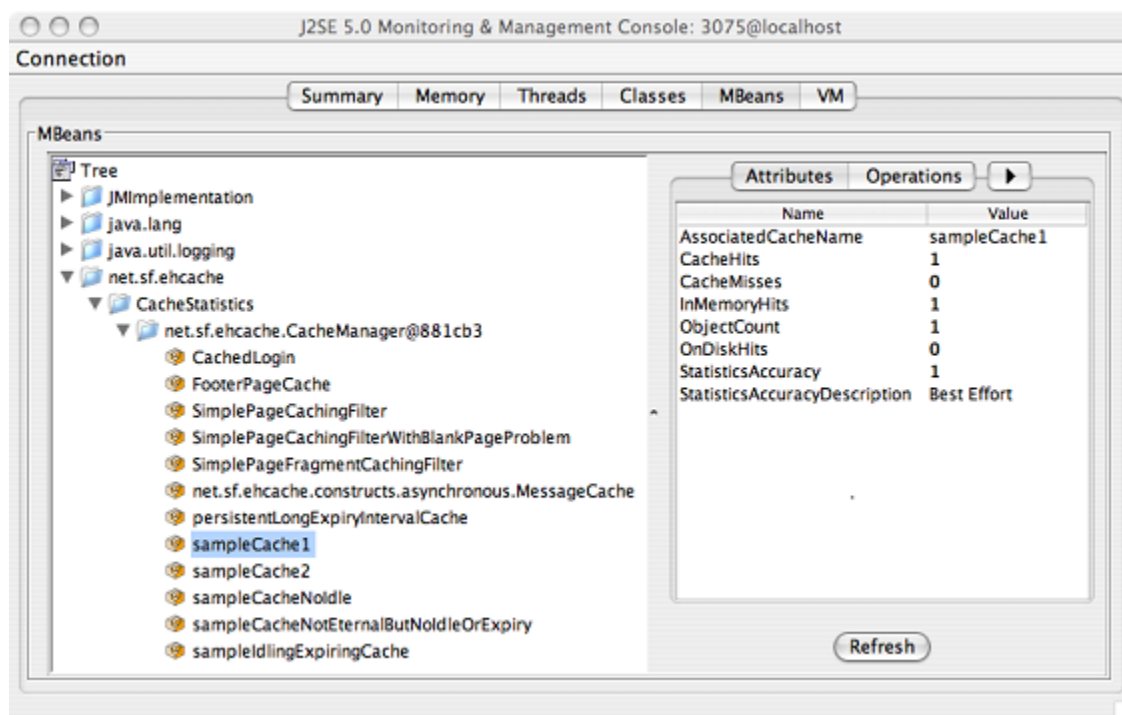 J2SE 5.0 Monitoring & Management Console: 3075@localhost
Connection
Summary Memory Threads Classes MBeans VM
MBeans
Tree
JMImplementation
java.lang
java.util.logging
net.sf.ehcache
CacheStatistics
net.sf.ehcache.CacheManager@881cb3
CachedLogin
FooterPageCache
SimplePageCachingFilter
SimplePageCachingFilterWithBlankPageProblem
SimplePageFragmentCachingFilter
net.sf.ehcache.constructs.asynchronous.MessageCache
persistentLongExpiryIntervalCache
sampleCache1
sampleCache2
sampleCacheNoIdle
sampleCacheNotEternalButNoIdleOrExpiry
sampleIdlingExpiringCache
Attributes Operations
Name Value
AssociatedCacheName sampleCache1
CacheHits 1
CacheMisses 0
InMemoryHits 1
ObjectCount 1
OnDiskHits 0
StatisticsAccuracy 1
StatisticsAccuracyDescription Best Effort
Refresh